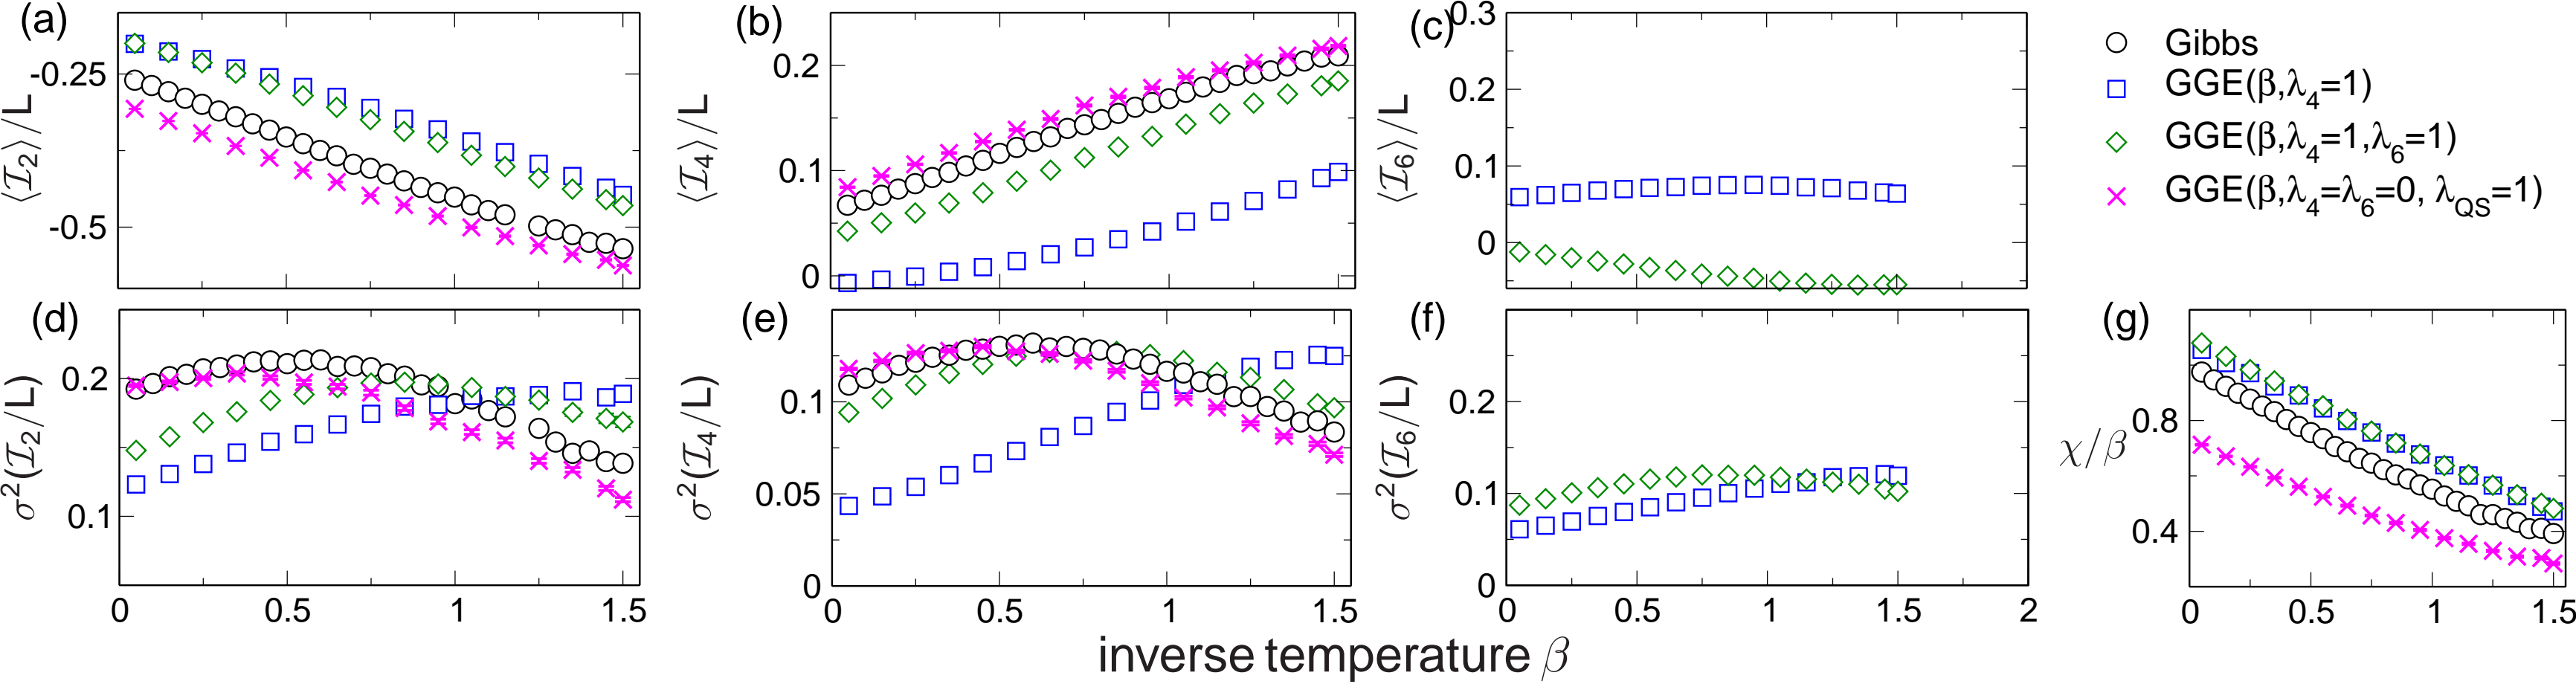 (a)
-0.25
-0.5
⟨I₂⟩/L
(b)
0.2
0.1
0
⟨I₄⟩/L
(c)
0.3
0.2
0.1
0
⟨I₆⟩/L
Gibbs
GGE(β,λ₄=1)
GGE(β,λ₄=1,λ₆=1)
GGE(β,λ₄=λ₆=0, λ_QS=1)
(d)
0.2
0.1
σ²(I₂/L)
0 0.5 1 1.5
(e)
0.1
0.05
0
σ²(I₄/L)
0 0.5 1 1.5
(f)
0.2
0.1
0
σ²(I₆/L)
0 0.5 1 1.5 2
(g)
0.8
0.4
χ/β
0 0.5 1 1.5
inverse temperature β